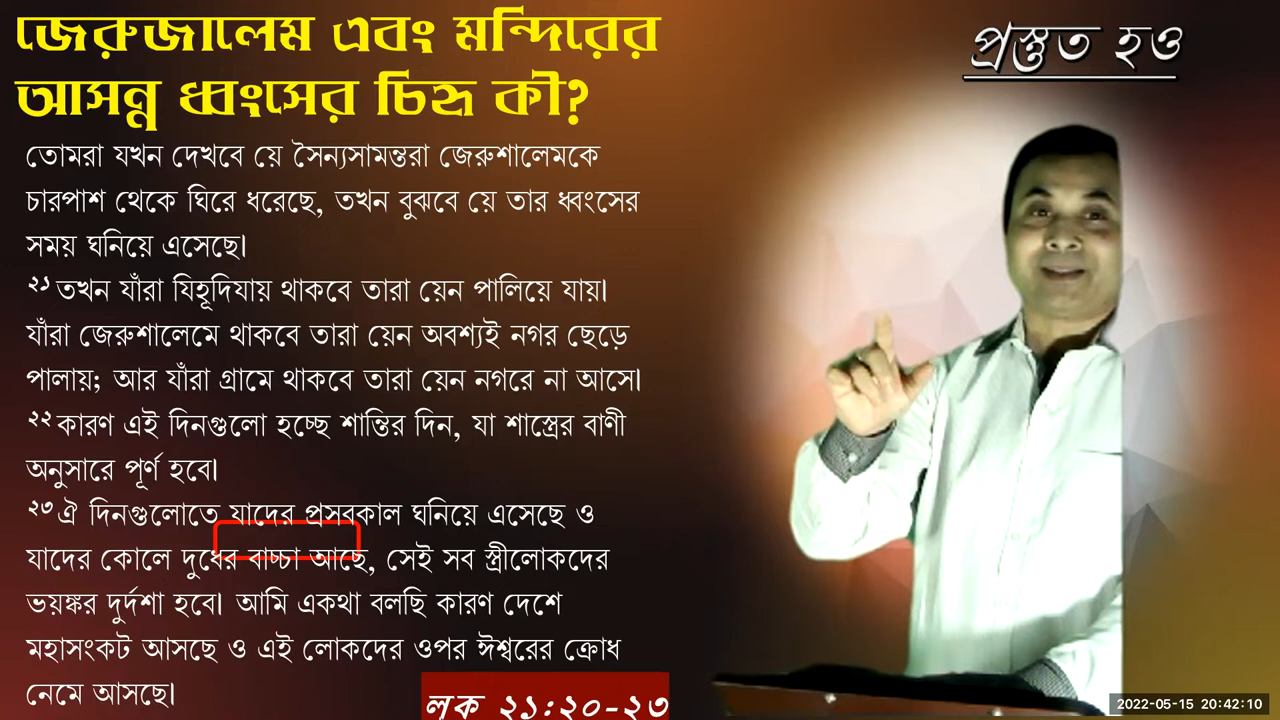 জেরুজালেম এবং মন্দিরের
আসন্ন ধ্বংসের চিহ্ন কী?
প্রস্তুত হও
তোমরা যখন দেখবে যে সৈন্যসামন্তরা জেরুশালেমকে
চারপাশ থেকে ঘিরে ধরেছে, তখন বুঝবে যে তার ধ্বংসের
সময় ঘনিয়ে এসেছে।
২১ তখন যাঁরা যিহূদিযায় থাকবে তারা যেন পালিয়ে যায়।
যাঁরা জেরুশালেমে থাকবে তারা যেন অবশ্যই নগর ছেড়ে
পালায়; আর যাঁরা গ্রামে থাকবে তারা যেন নগরে না আসে।
২২ কারণ এই দিনগুলো হচ্ছে শান্তির দিন, যা শাস্ত্রের বাণী
অনুসারে পূর্ণ হবে।
২৩ ঐ দিনগুলোতে যাদের প্রসবকাল ঘনিয়ে এসেছে ও
যাদের কোলে দুধের বাচ্চা আছে, সেই সব স্ত্রীলোকদের
ভয়ঙ্কর দুর্দশা হবে। আমি একথা বলছি কারণ দেশে
মহাসংকট আসছে ও এই লোকদের ওপর ঈশ্বরের ক্রোধ
নেমে আসছে।
লূক ২১:২০-২৩
2022-05-15 20:42:10